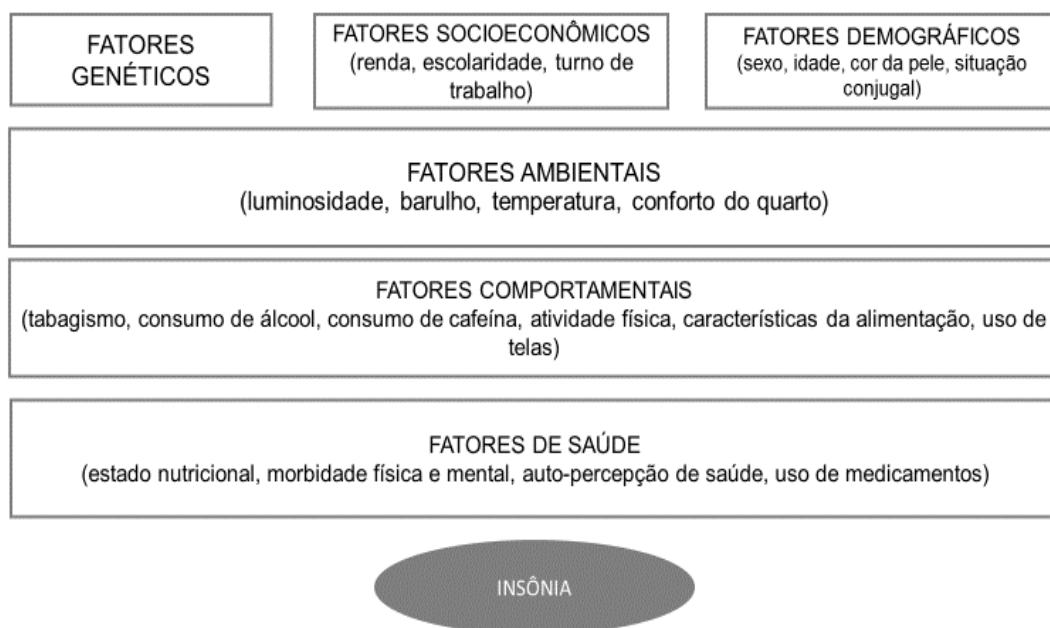 FATORES
GENÉTICOS
FATORES SOCIOECONÔMICOS
(renda, escolaridade, turno de
trabalho)
FATORES DEMOGRÁFICOS
(sexo, idade, cor da pele, situação
conjugal)
FATORES AMBIENTAIS
(luminosidade, barulho, temperatura, conforto do quarto)
FATORES COMPORTAMENTAIS
(tabagismo, consumo de álcool, consumo de cafeína, atividade física, características da alimentação, uso de
telas)
FATORES DE SAÚDE
(estado nutricional, morbidade física e mental, auto-percepção de saúde, uso de medicamentos)
INSÔNIA